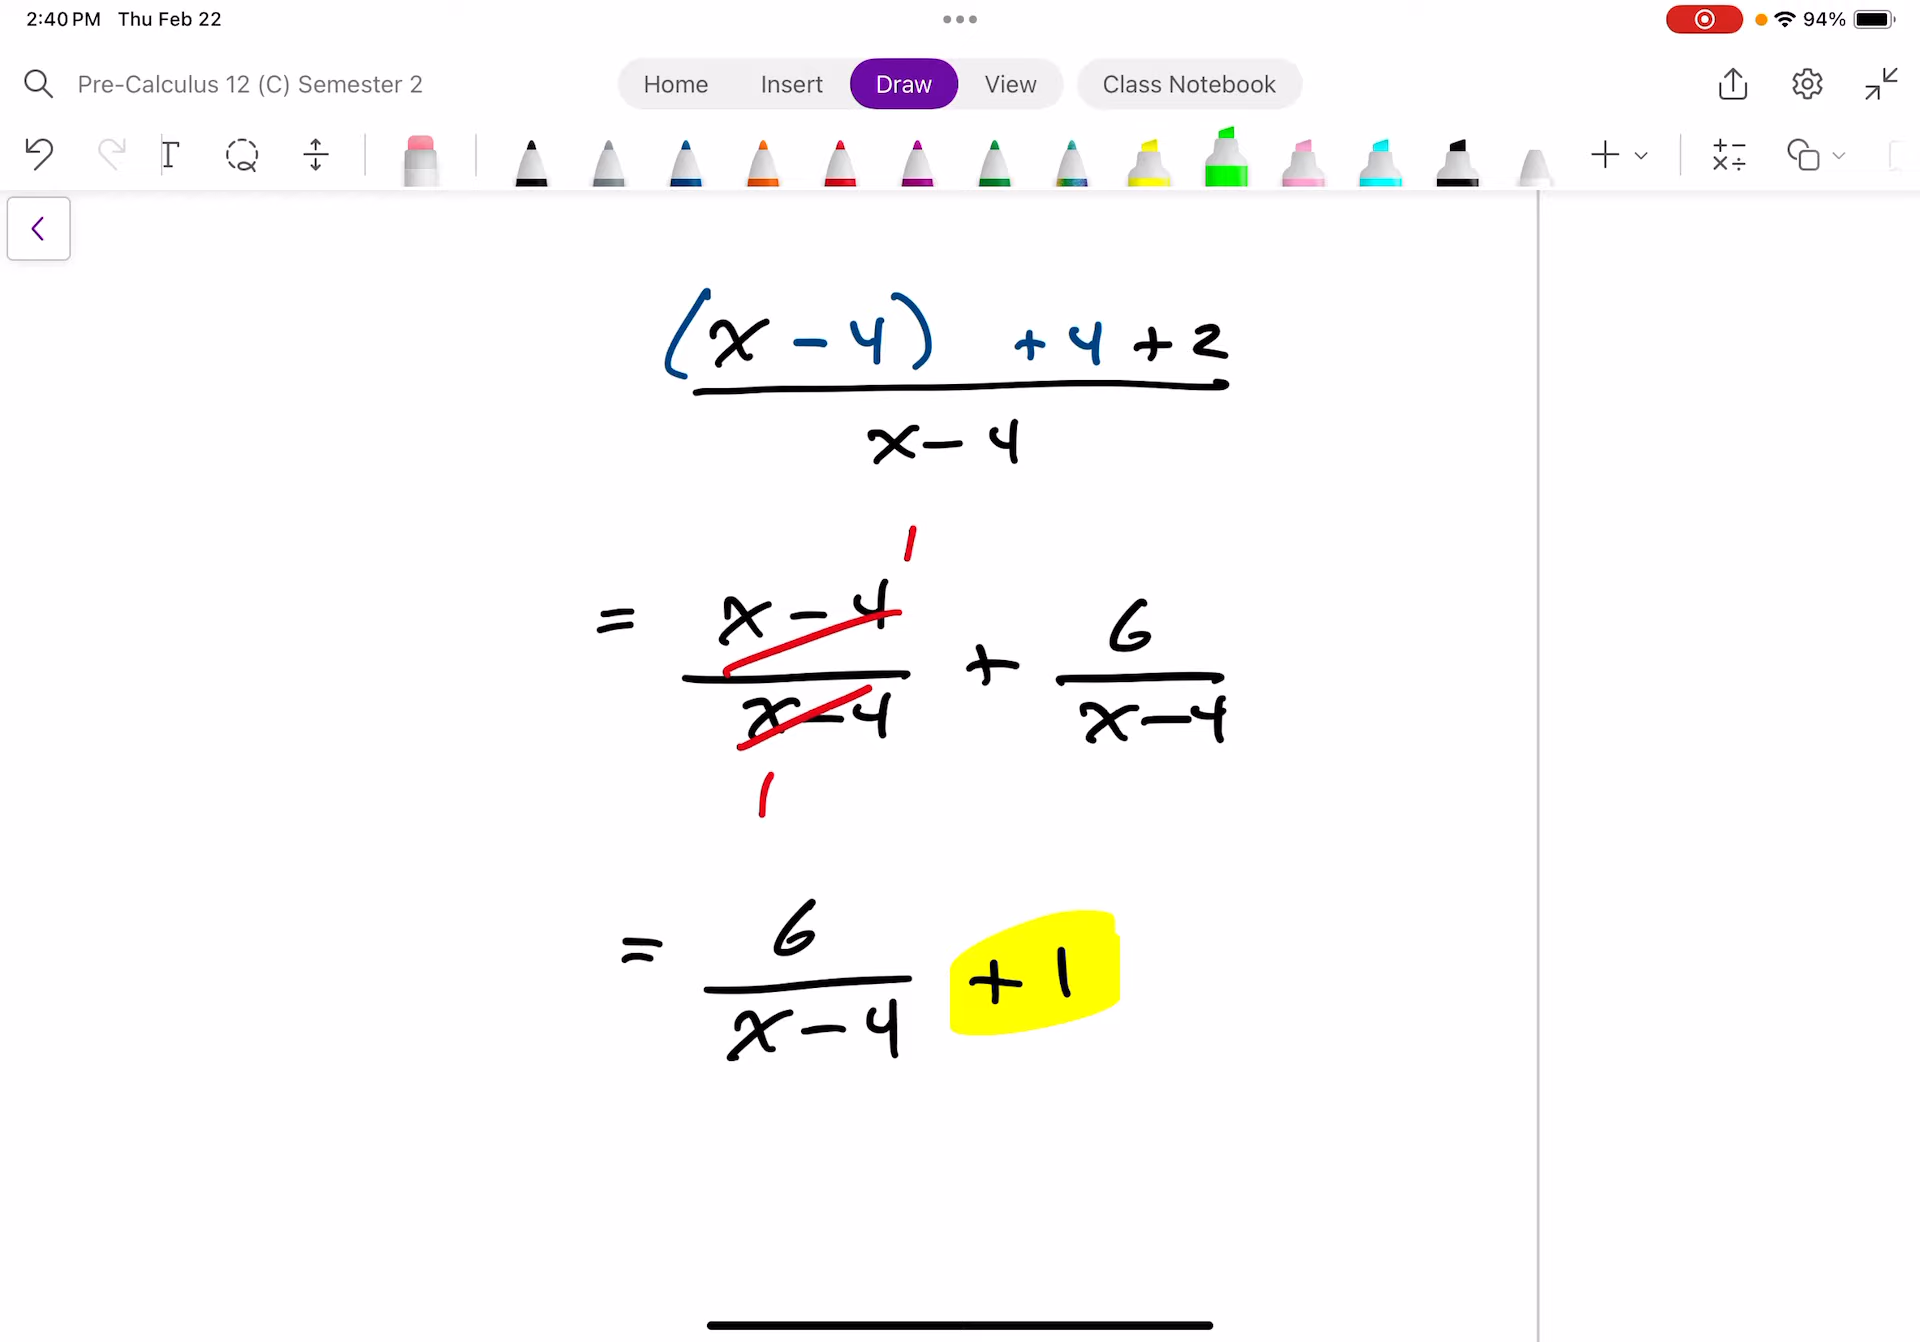 2:40 PM Thu Feb 22
94%
Pre-Calculus 12 (C) Semester 2
Home Insert Draw View Class Notebook
(x - 4) + 4 + 2
x - 4
1
= x - 4 + 6
x - 4 x - 4
1
= 6 + 1
x - 4